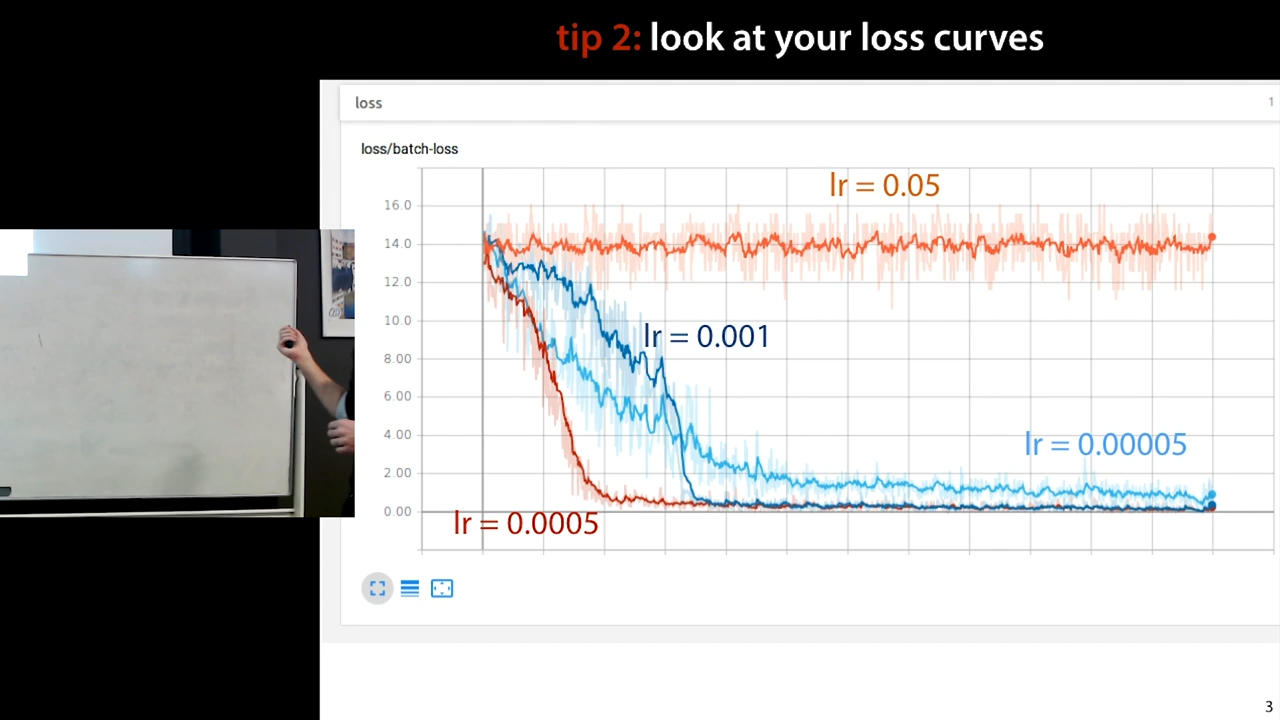 tip 2: look at your loss curves
loss
1
loss/batch-loss
lr = 0.05
16.0
14.0
12.0
10.0
lr = 0.001
8.00
6.00
4.00
lr = 0.00005
2.00
0.00
lr = 0.0005
3